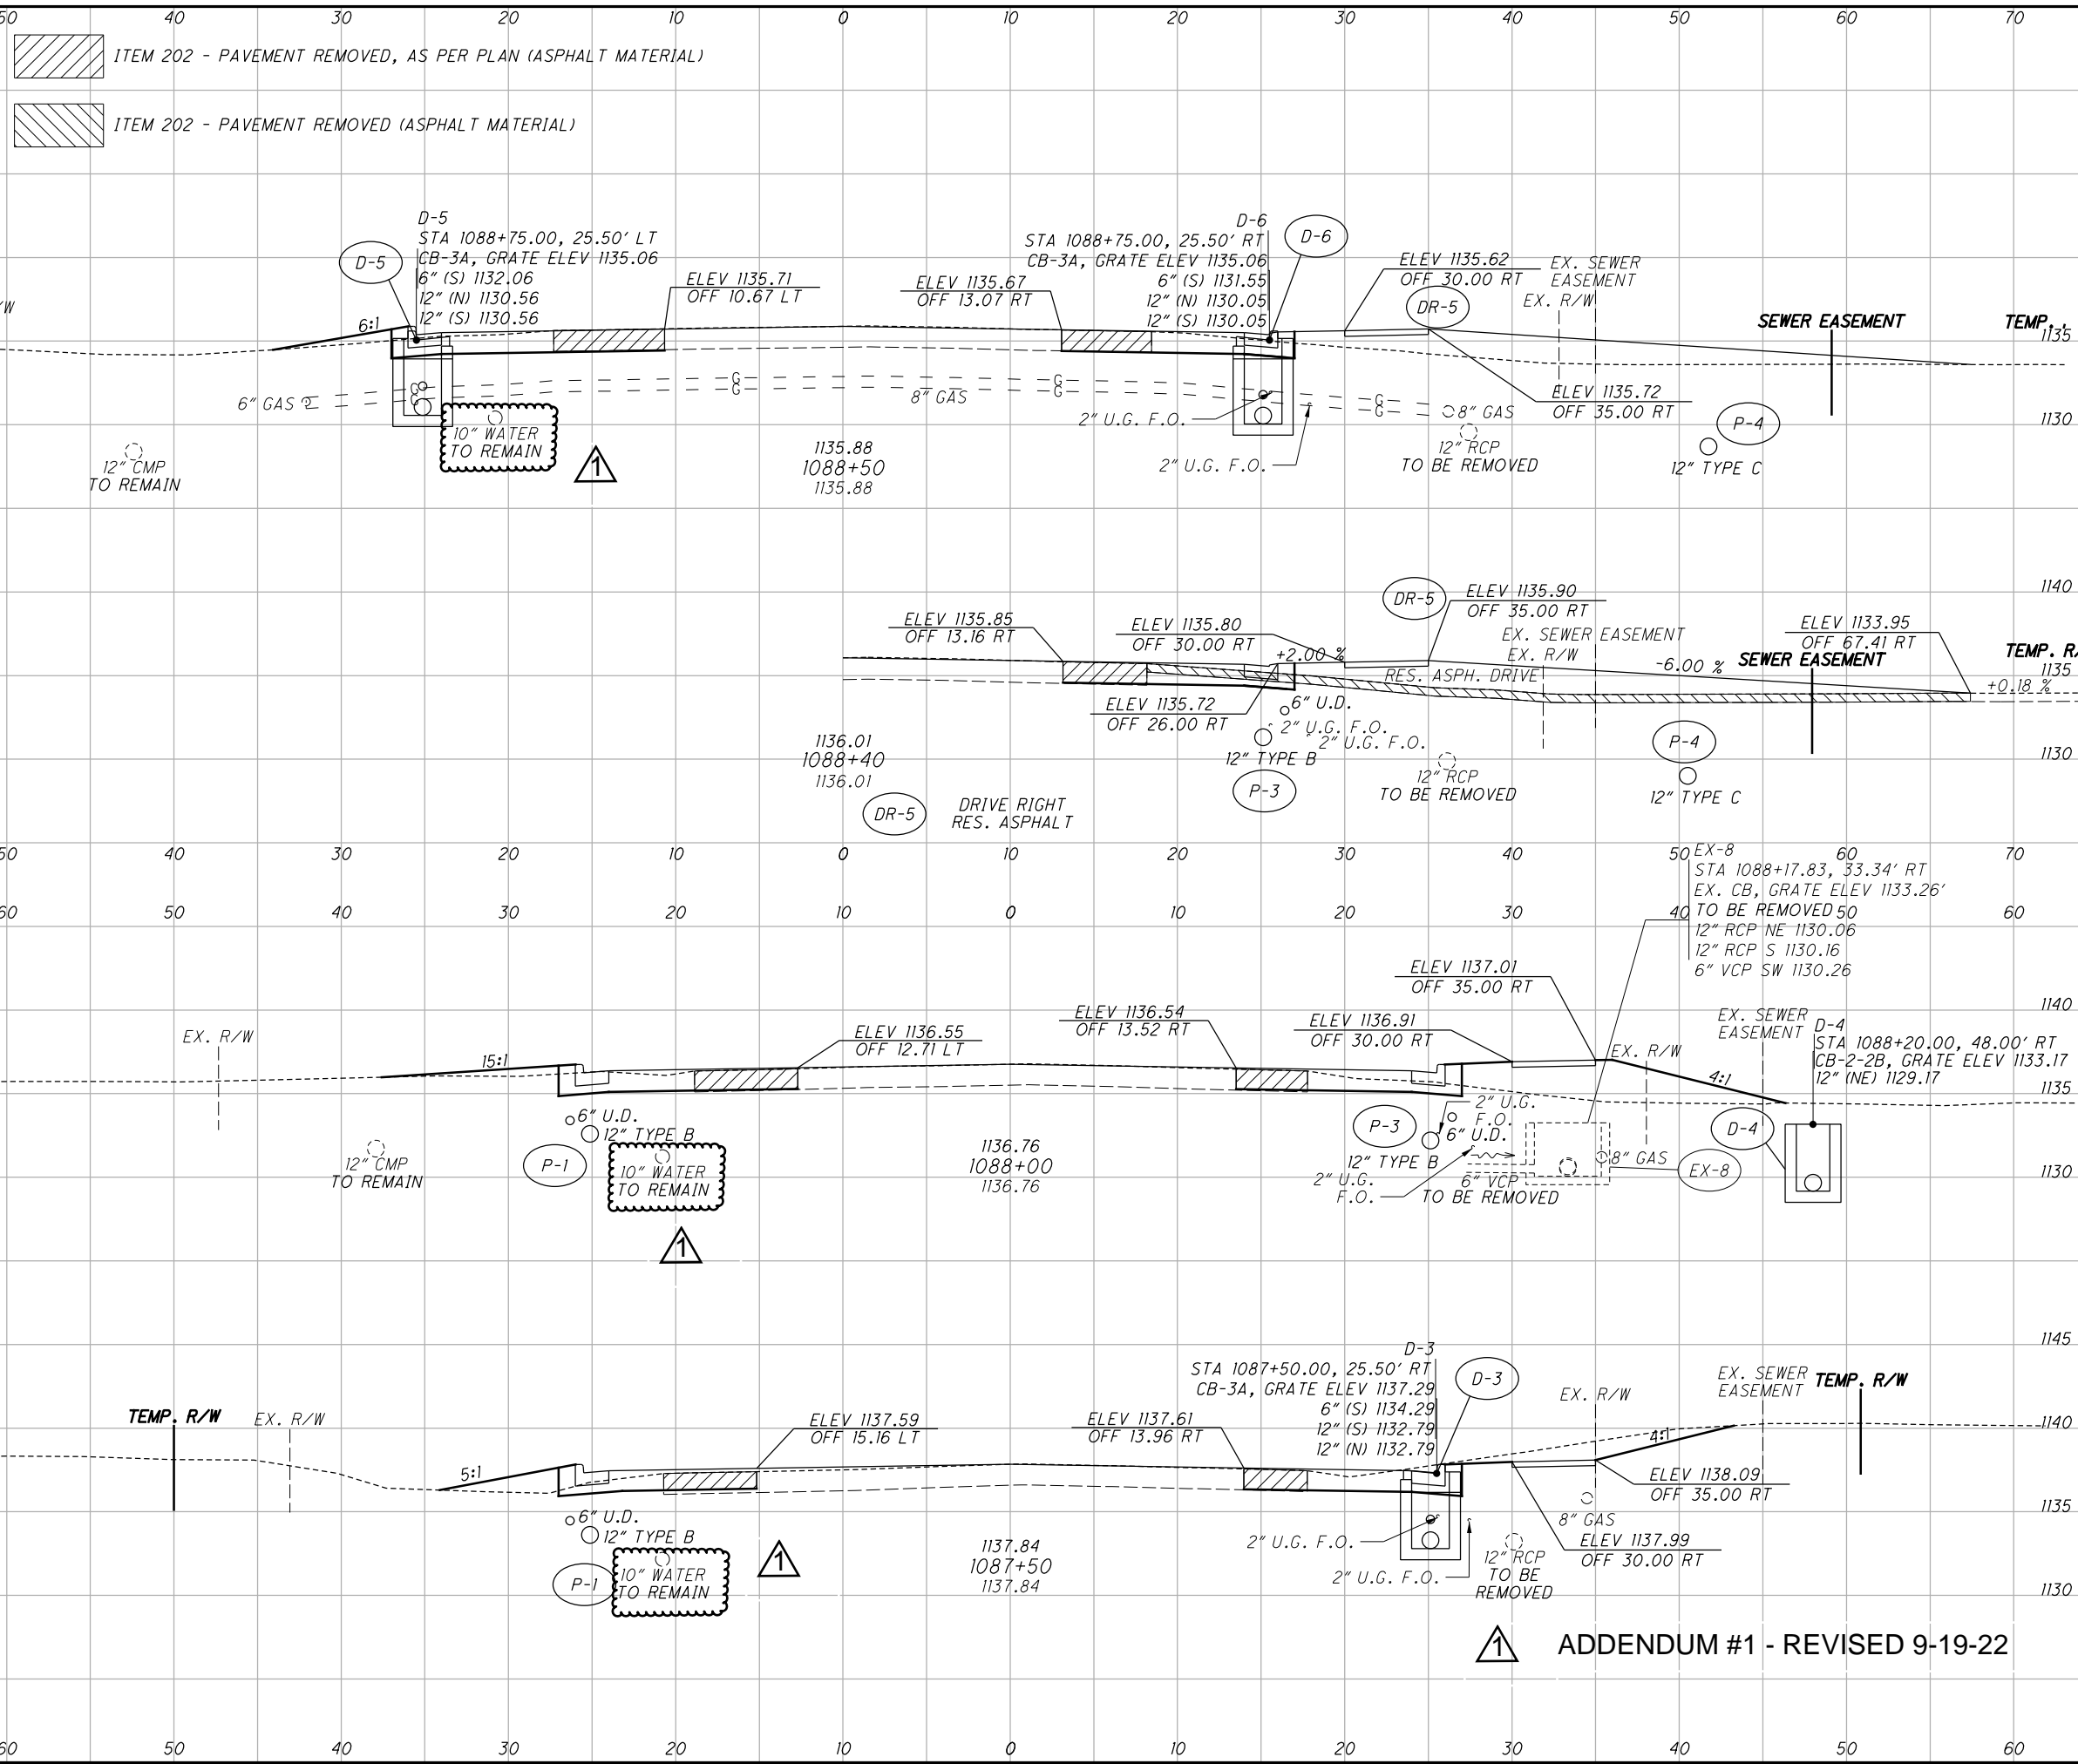 60 50 40 30 20 10 0 10 20 30 40 50 60 70
ITEM 202 - PAVEMENT REMOVED, AS PER PLAN (ASPHALT MATERIAL)
ITEM 202 - PAVEMENT REMOVED (ASPHALT MATERIAL)
D-5
STA 1088+75.00, 25.50' LT
CB-3A, GRATE ELEV 1135.06
6" (S) 1132.06
12" (N) 1130.56
12" (S) 1130.56
D-5
ELEV 1135.71
OFF 10.67 LT
ELEV 1135.67
OFF 13.07 RT
D-6
STA 1088+75.00, 25.50' RT
CB-3A, GRATE ELEV 1135.06
6" (S) 1131.55
12" (N) 1130.05
12" (S) 1130.05
D-6
ELEV 1135.62
OFF 30.00 RT
DR-5
EX. SEWER
EASEMENT
EX. R/W
SEWER EASEMENT
TEMP.
1135
/W
6:1
6" GAS
G
G
G
G
G
G
G
G
8" GAS
10" WATER
TO REMAIN
1
12" CMP
TO REMAIN
1135.88
1088+50
1135.88
2" U.G. F.O.
2" U.G. F.O.
8" GAS
12" RCP
TO BE REMOVED
ELEV 1135.72
OFF 35.00 RT
P-4
12" TYPE C
1130
1140
ELEV 1135.85
OFF 13.16 RT
ELEV 1135.80
OFF 30.00 RT
DR-5
ELEV 1135.90
OFF 35.00 RT
EX. SEWER EASEMENT
EX. R/W
ELEV 1133.95
OFF 67.41 RT
SEWER EASEMENT
TEMP. R/
1135
+2.00 %
RES. ASPH. DRIVE
-6.00 %
+0.18 %
ELEV 1135.72
OFF 26.00 RT
6" U.D.
2" U.G. F.O.
2" U.G. F.O.
12" TYPE B
P-3
12" RCP
TO BE REMOVED
P-4
12" TYPE C
1130
1136.01
1088+40
1136.01
DR-5
DRIVE RIGHT
RES. ASPHALT
60 50 40 30 20 10 0 10 20 30 40 50 60 70
60 50 40 30 20 10 0 10 20 30 40 50 60
EX-8
STA 1088+17.83, 33.34' RT
EX. CB, GRATE ELEV 1133.26'
TO BE REMOVED
12" RCP NE 1130.06
12" RCP S 1130.16
6" VCP SW 1130.26
1140
EX. R/W
15:1
ELEV 1136.55
OFF 12.71 LT
ELEV 1136.54
OFF 13.52 RT
ELEV 1136.91
OFF 30.00 RT
ELEV 1137.01
OFF 35.00 RT
EX. R/W
4:1
EX. SEWER
EASEMENT
D-4
STA 1088+20.00, 48.00' RT
CB-2-2B, GRATE ELEV 1133.17
12" (NE) 1129.17
1135
D-4
6" U.D.
12" TYPE B
P-1
12" CMP
TO REMAIN
10" WATER
TO REMAIN
1
1136.76
1088+00
1136.76
P-3
2" U.G.
F.O.
6" U.D.
12" TYPE B
2" U.G.
F.O.
6" VCP
TO BE REMOVED
8" GAS
EX-8
1130
1145
TEMP. R/W
EX. R/W
5:1
ELEV 1137.59
OFF 15.16 LT
ELEV 1137.61
OFF 13.96 RT
D-3
STA 1087+50.00, 25.50' RT
CB-3A, GRATE ELEV 1137.29
6" (S) 1134.29
12" (S) 1132.79
12" (N) 1132.79
D-3
EX. R/W
EX. SEWER
EASEMENT
TEMP. R/W
1140
4:1
ELEV 1138.09
OFF 35.00 RT
1135
6" U.D.
12" TYPE B
P-1
10" WATER
TO REMAIN
1
1137.84
1087+50
1137.84
2" U.G. F.O.
2" U.G. F.O.
12" RCP
TO BE
REMOVED
8" GAS
ELEV 1137.99
OFF 30.00 RT
1130
1 ADDENDUM #1 - REVISED 9-19-22
60 50 40 30 20 10 0 10 20 30 40 50 60